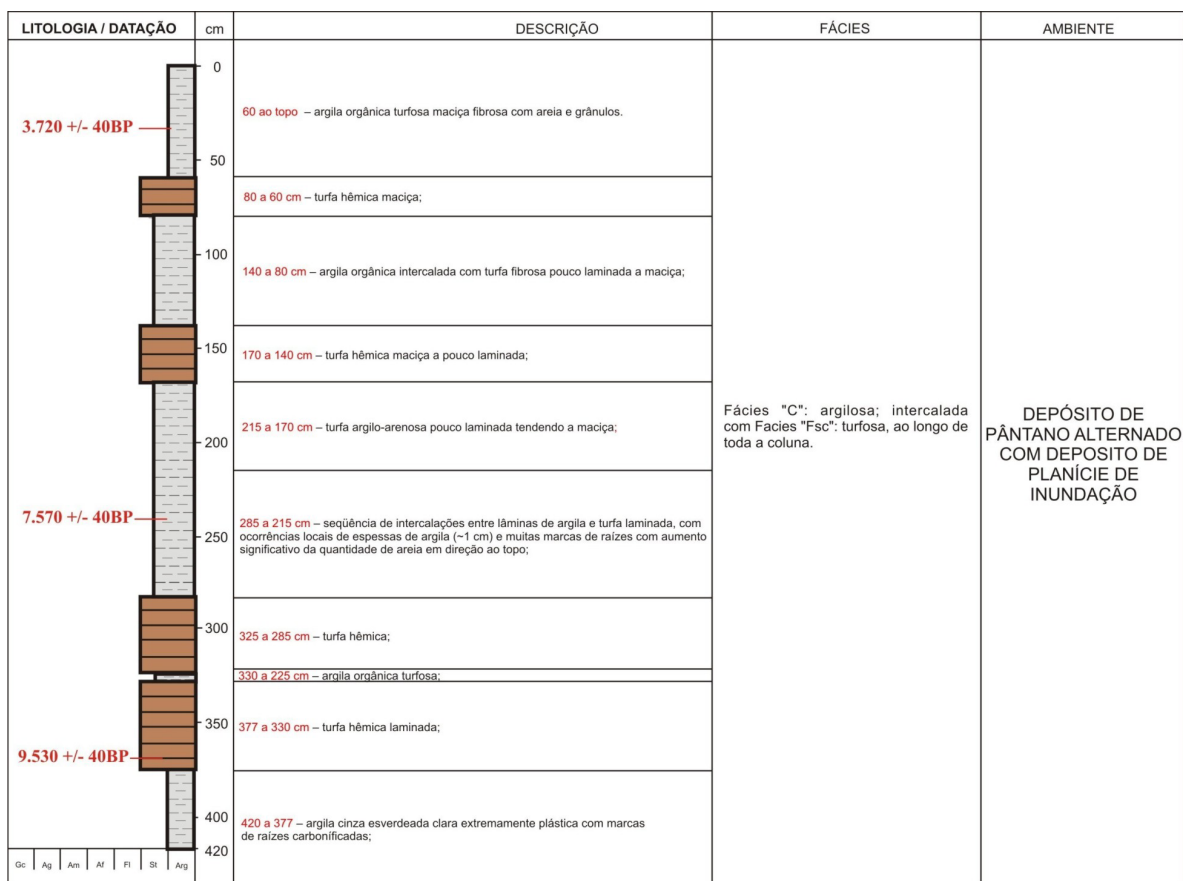 LITOLOGIA / DATAÇÃO
cm
DESCRIÇÃO
FÁCIES
AMBIENTE
0
3.720 +/- 40BP
60 ao topo – argila orgânica turfosa maciça fibrosa com areia e grânulos.
50
80 a 60 cm – turfa hêmica maciça;
100
140 a 80 cm – argila orgânica intercalada com turfa fibrosa pouco laminada a maciça;
150
170 a 140 cm – turfa hêmica maciça a pouco laminada;
215 a 170 cm – turfa argilo-arenosa pouco laminada tendendo a maciça;
200
Fácies "C": argilosa; intercalada
com Facies "Fsc": turfosa, ao longo de
toda a coluna.
DEPÓSITO DE
PÂNTANO ALTERNADO
COM DEPOSITO DE
PLANÍCIE DE
INUNDAÇÃO
7.570 +/- 40BP
285 a 215 cm – seqüência de intercalações entre lâminas de argila e turfa laminada, com
ocorrências locais de espessas de argila (~1 cm) e muitas marcas de raízes com aumento
significativo da quantidade de areia em direção ao topo;
250
300
325 a 285 cm – turfa hêmica;
330 a 225 cm – argila orgânica turfosa;
350
377 a 330 cm – turfa hêmica laminada;
9.530 +/- 40BP
400
420 a 377 – argila cinza esverdeada clara extremamente plástica com marcas
de raízes carboníficadas;
420
Gc Ag Am Af Fl St Arg